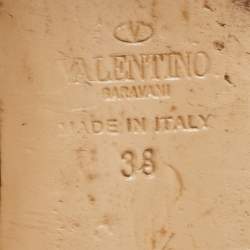 V
VALENTINO
GARAVANI
MADE IN ITALY
38